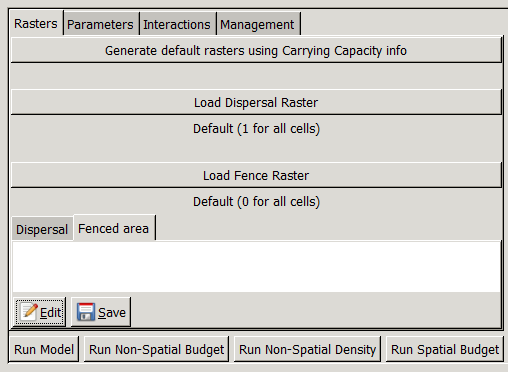 Rasters Parameters Interactions Management
Generate default rasters using Carrying Capacity info
Load Dispersal Raster
Default (1 for all cells)
Load Fence Raster
Default (0 for all cells)
Dispersal Fenced area
Edit Save
Run Model Run Non-Spatial Budget Run Non-Spatial Density Run Spatial Budget